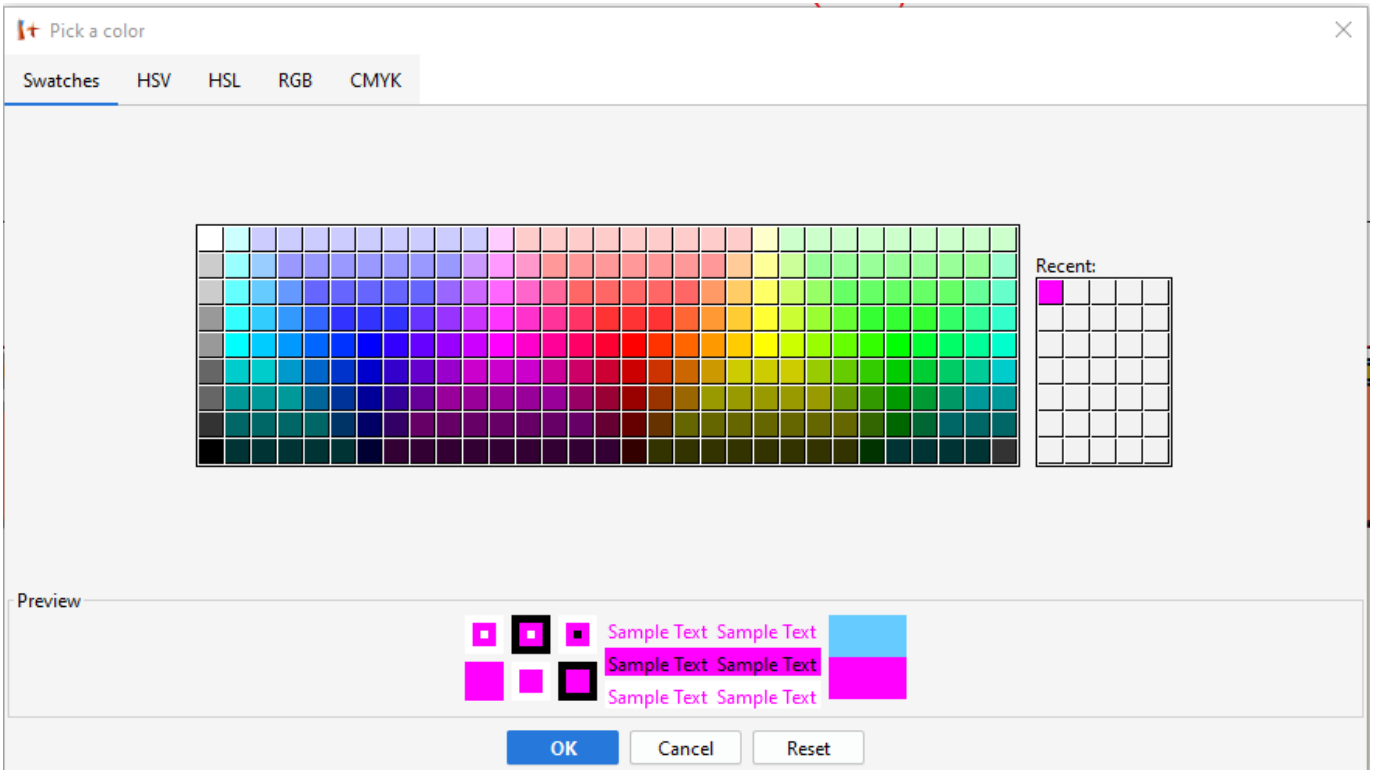 Pick a color
Swatches HSV HSL RGB CMYK
Recent:
Preview
Sample Text Sample Text
Sample Text Sample Text
Sample Text Sample Text
OK Cancel Reset